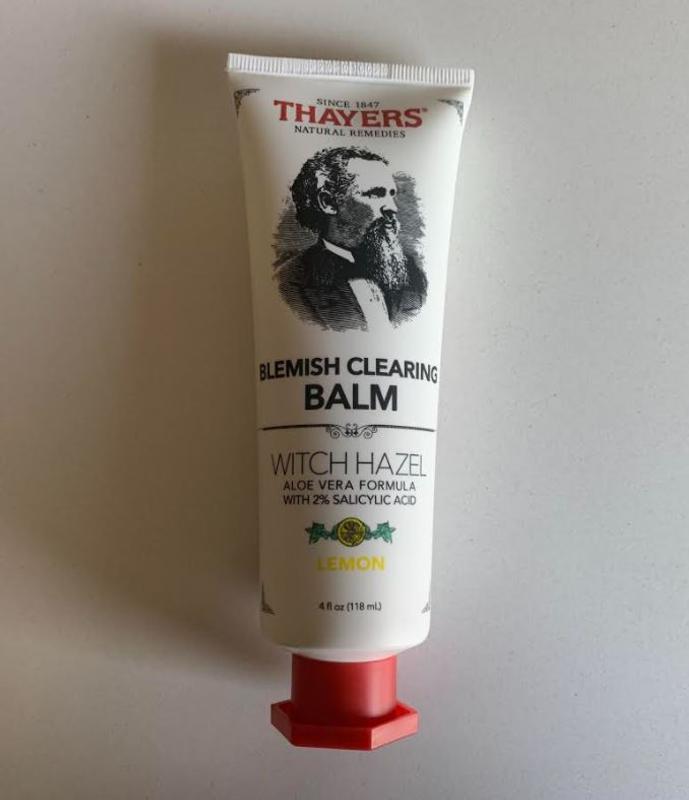 SINCE 1847
THAYERS®
NATURAL REMEDIES
BLEMISH CLEARING
BALM
WITCH HAZEL
ALOE VERA FORMULA
WITH 2% SALICYLIC ACID
LEMON
4 fl oz (118 mL)